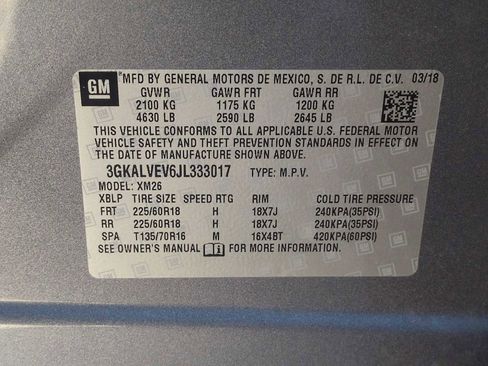 GM
MFD BY GENERAL MOTORS DE MEXICO, S. DE R.L. DE C.V. 03/18
GVWR GAWR FRT GAWR RR
2100 KG 1175 KG 1200 KG
4630 LB 2590 LB 2645 LB
THIS VEHICLE CONFORMS TO ALL APPLICABLE U.S. FEDERAL MOTOR
VEHICLE SAFETY AND THEFT PREVENTION STANDARDS IN EFFECT
ON THE DATE OF MANUFACTURE SHOWN ABOVE.
3GKALVEV6JL333017 TYPE: M.P.V.
MODEL: XM26
XBLP TIRE SIZE SPEED RTG RIM COLD TIRE PRESSURE
FRT 225/60R18 H 18X7J 240KPA(35PSI)
RR 225/60R18 H 18X7J 240KPA(35PSI)
SPA T135/70R16 M 16X4BT 420KPA(60PSI)
SEE OWNER'S MANUAL i FOR MORE INFORMATION.